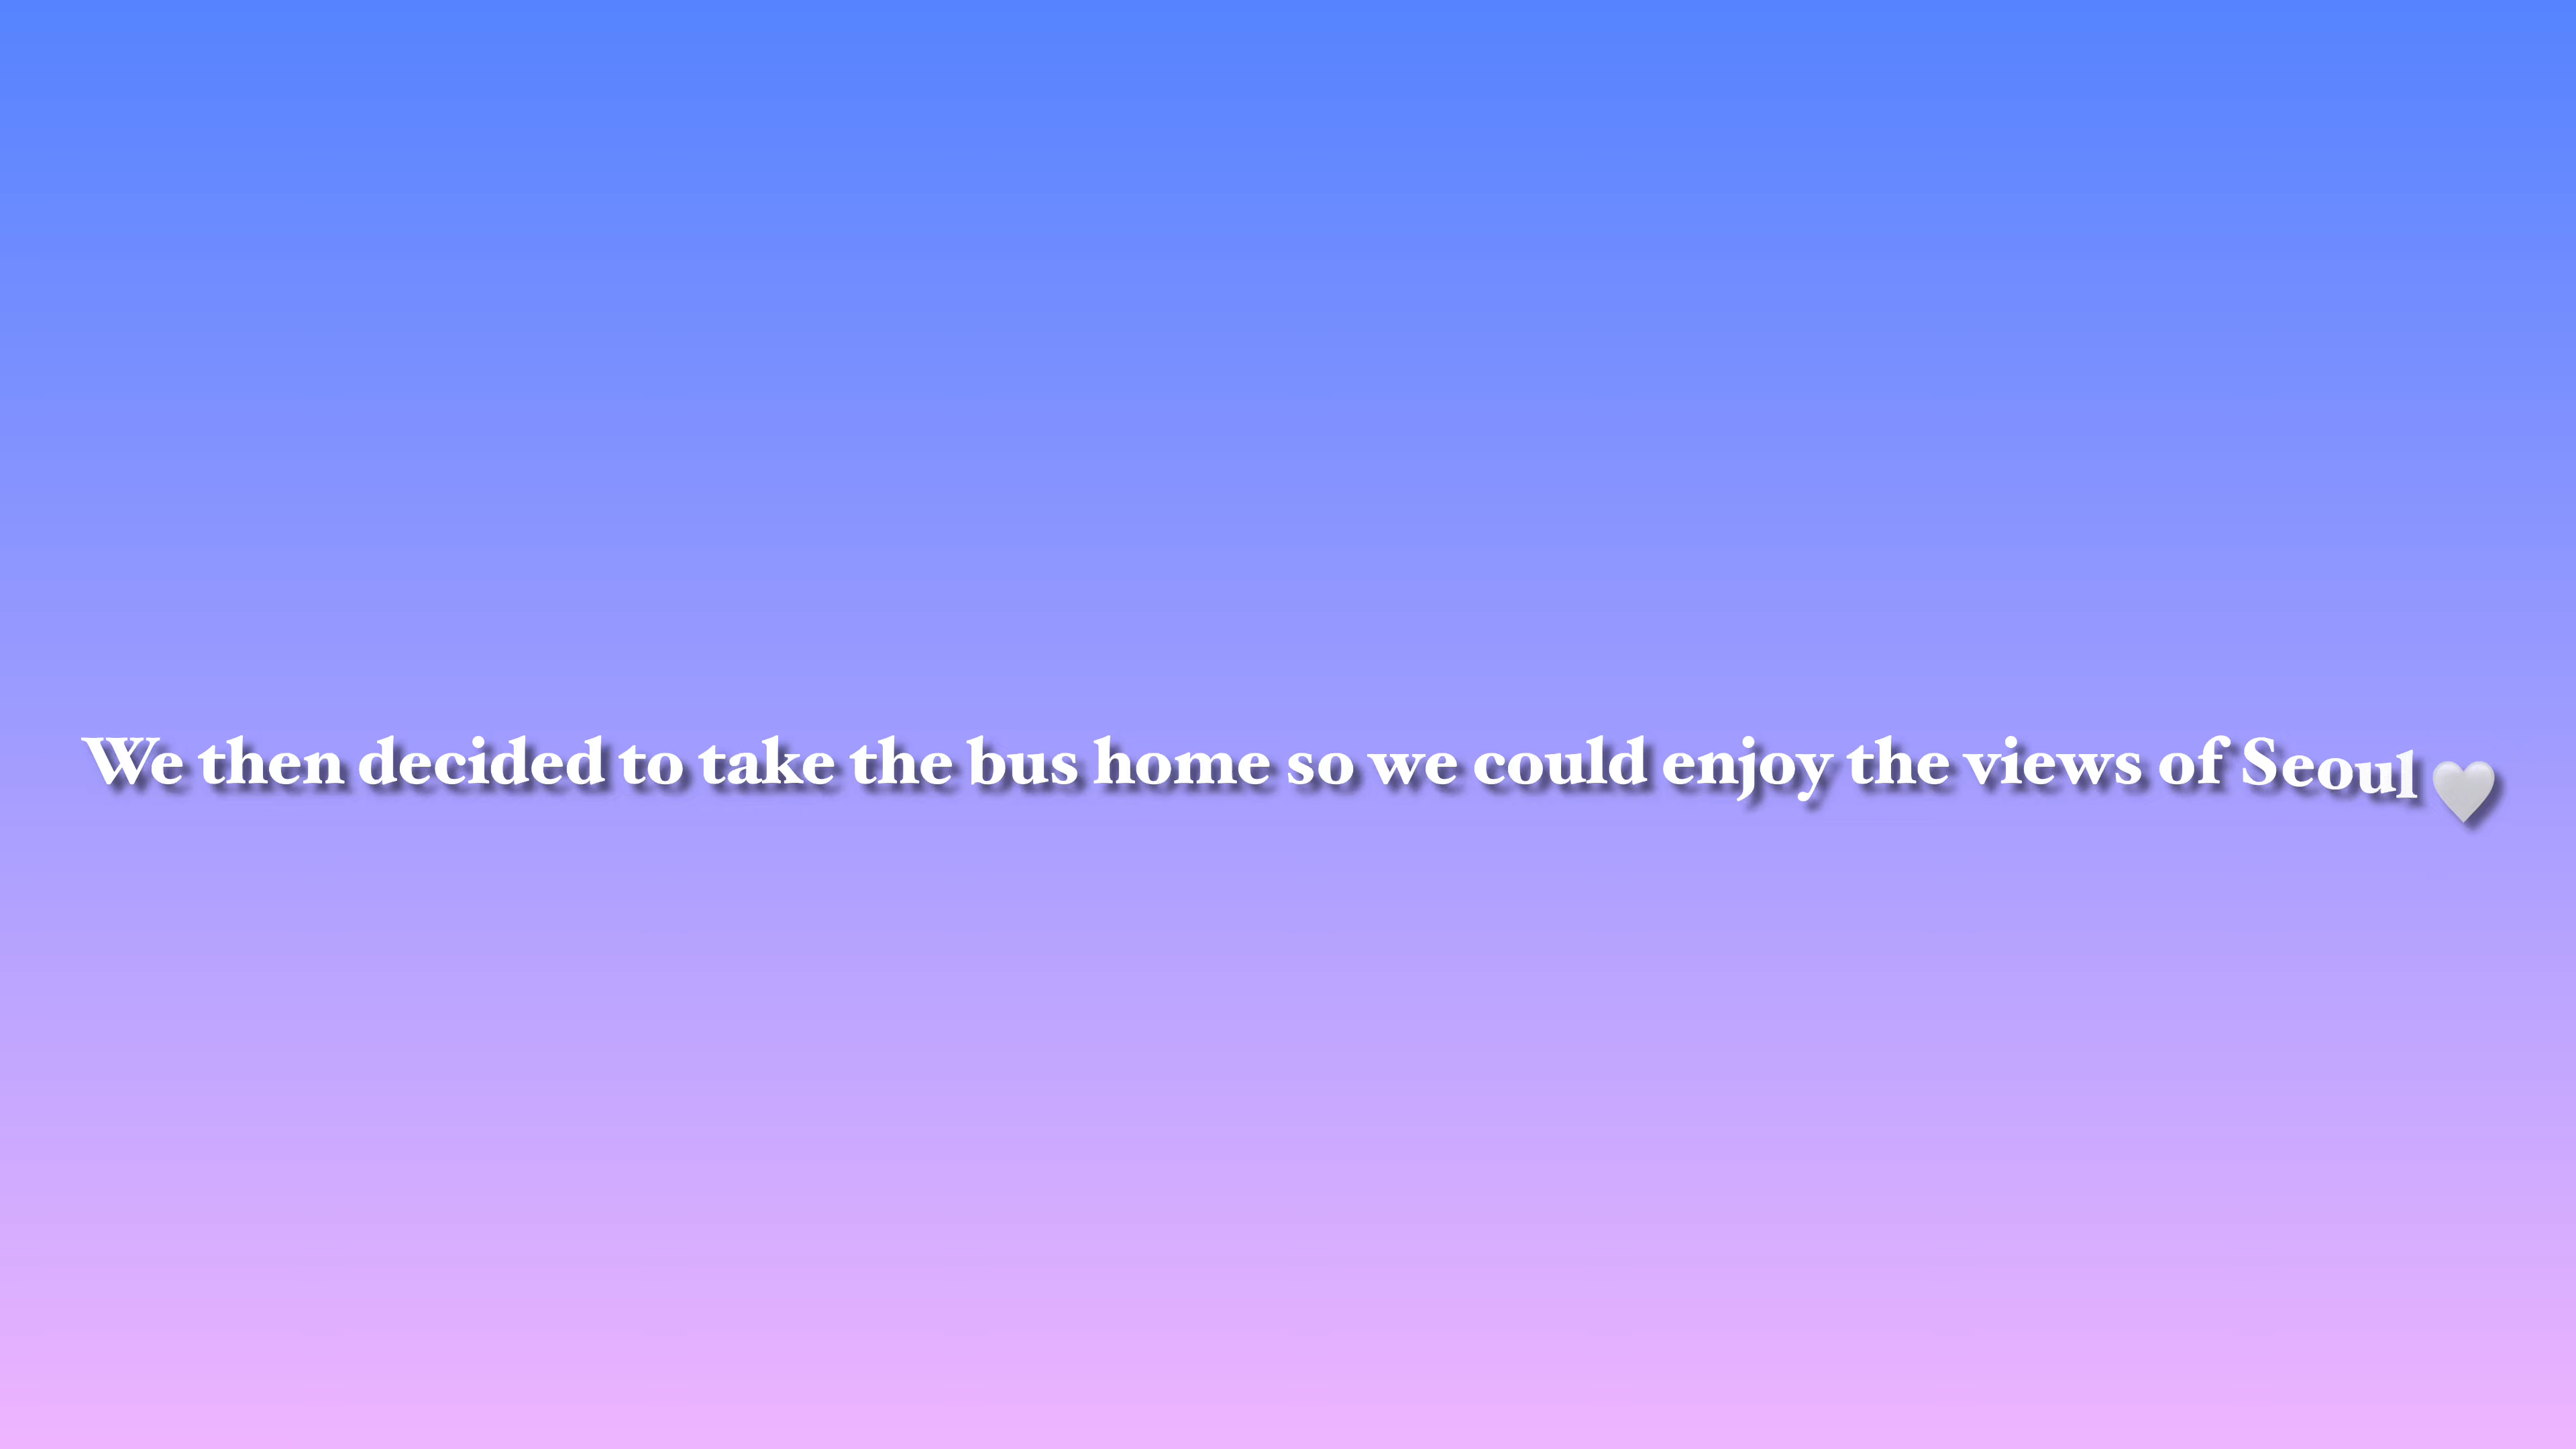 We then decided to take the bus home so we could enjoy the views of Seoul 🤍